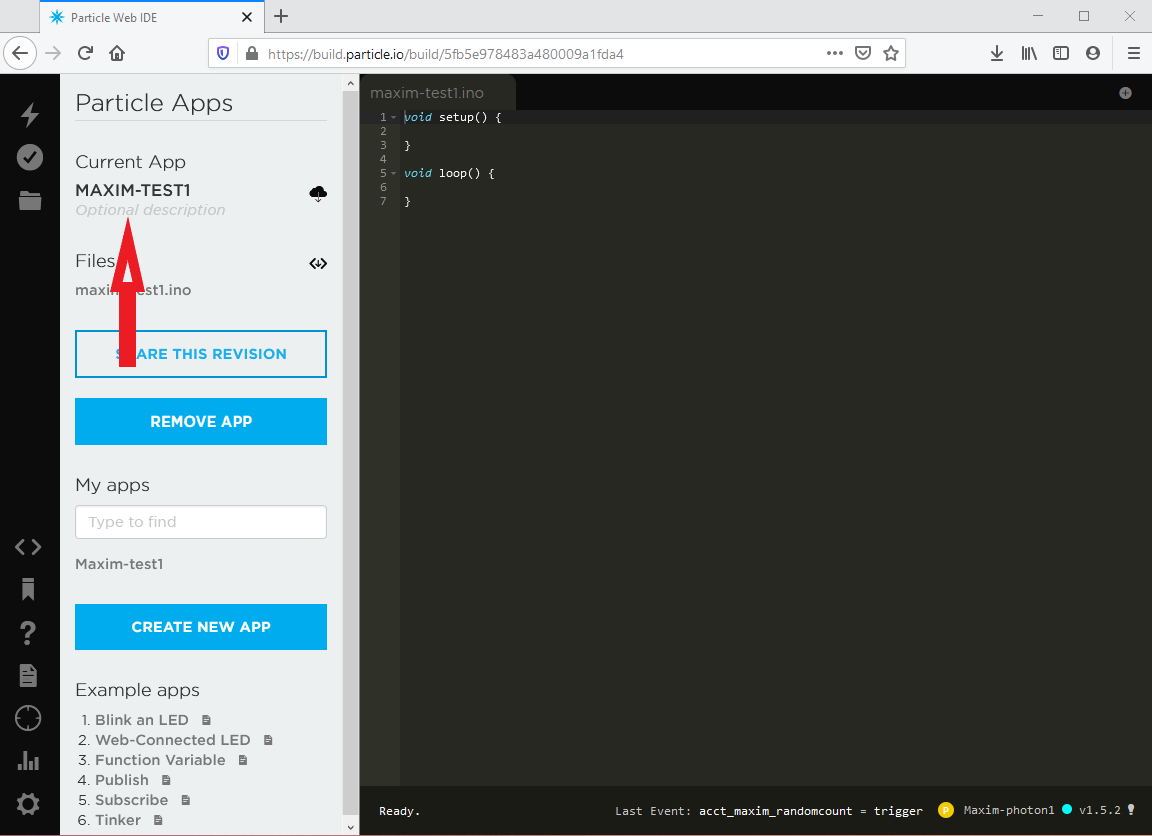 Particle Web IDE
https://build.particle.io/build/5fb5e978483a480009a1fda4
Particle Apps
Current App
MAXIM-TEST1
Optional description
Files
maxim-test1.ino
SHARE THIS REVISION
REMOVE APP
My apps
Type to find
Maxim-test1
CREATE NEW APP
Example apps
1. Blink an LED
2. Web-Connected LED
3. Function Variable
4. Publish
5. Subscribe
6. Tinker
maxim-test1.ino
1 void setup() {
2
3 }
4
5 void loop() {
6
7 }
Ready.
Last Event: acct_maxim_randomcount = trigger
P Maxim-photon1 v1.5.2